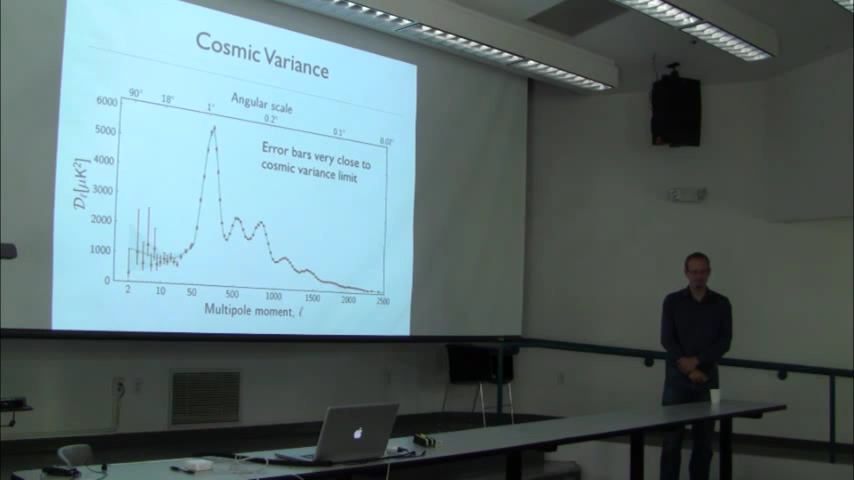 Cosmic Variance
Angular scale
90° 18° 1° 0.2° 0.1° 0.07°
6000
5000
4000
3000
2000
1000
0
Error bars very close to
cosmic variance limit
𝒟ℓ[μK²]
2 10 50 500 1000 1500 2000 2500
Multipole moment, ℓ